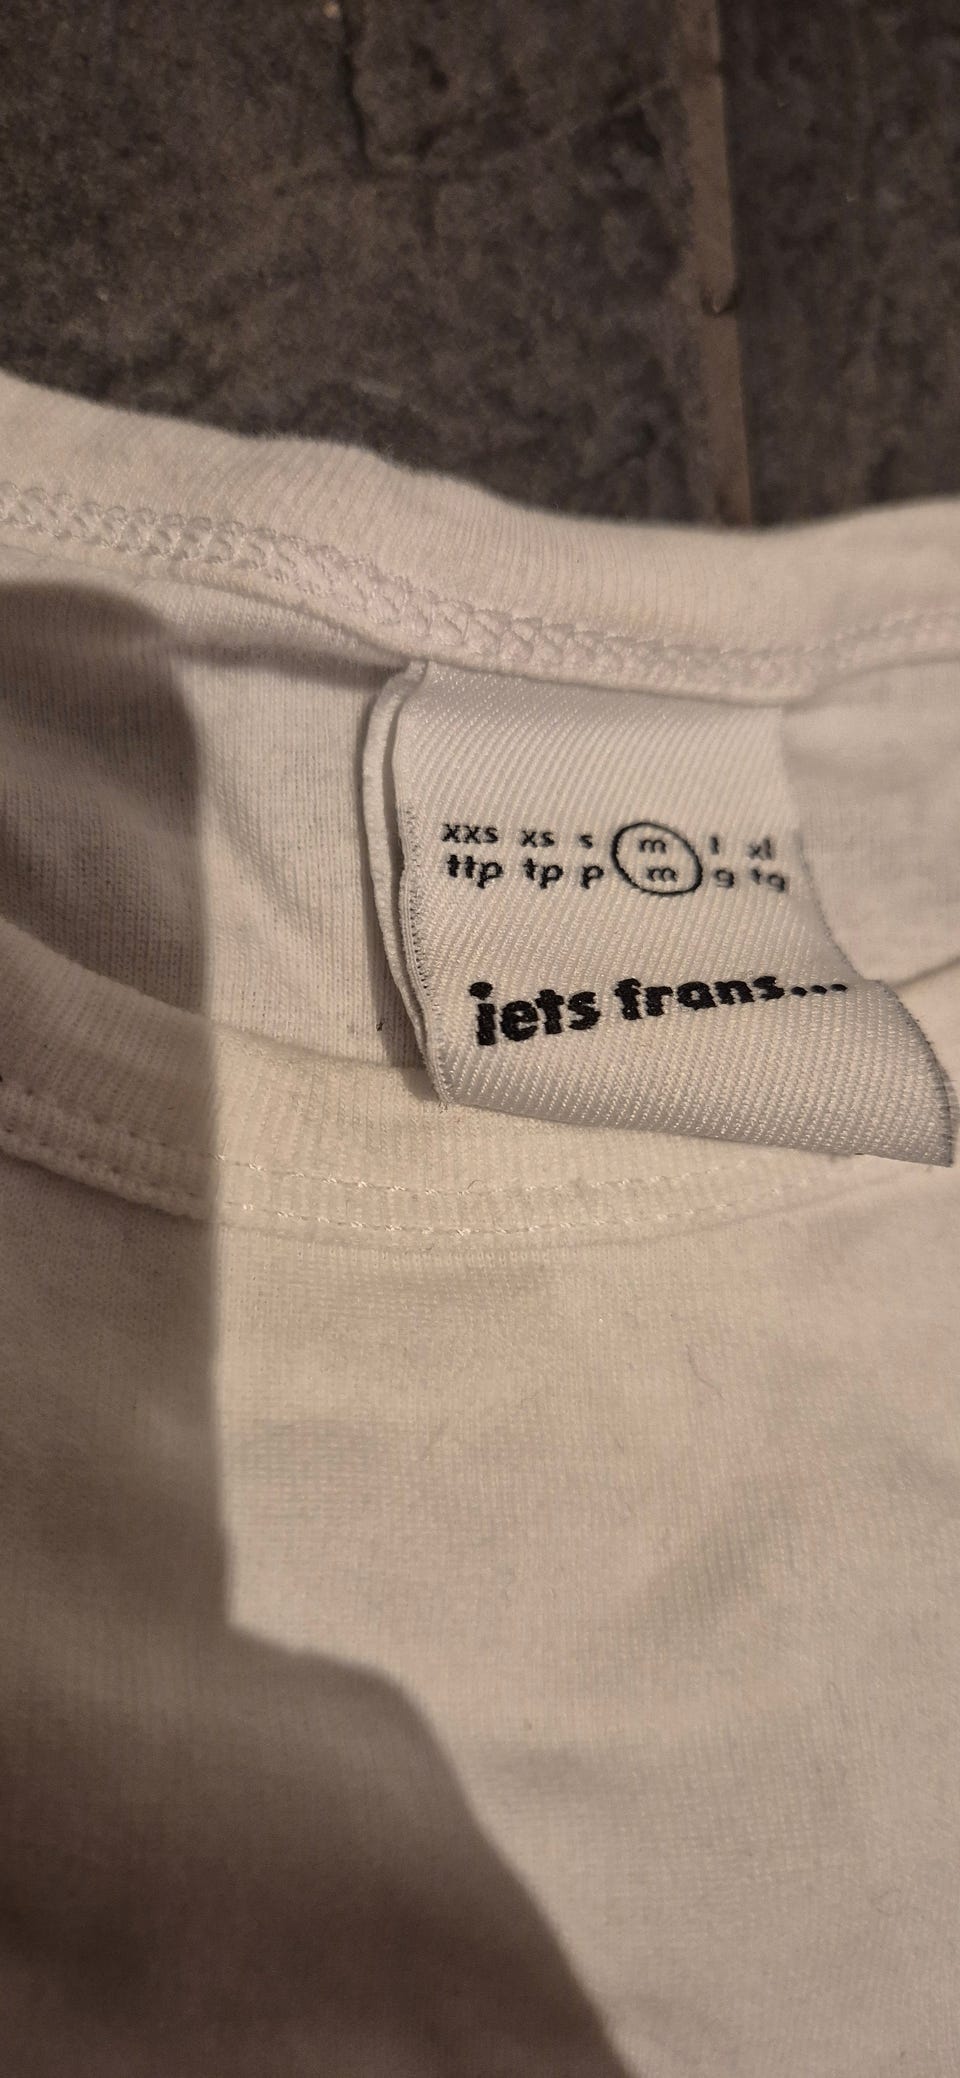 xxs xs s m l xl
ttp tp p m g tg
iets frans...